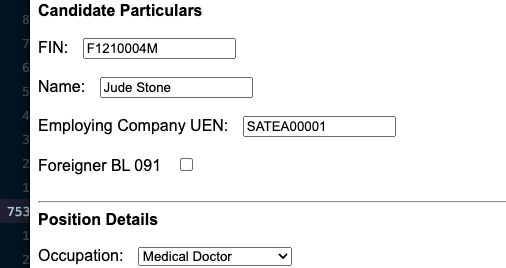 Candidate Particulars
FIN: F1210004M
Name: Jude Stone
Employing Company UEN: SATEA00001
Foreigner BL 091
Position Details
Occupation: Medical Doctor
8
7
6
5
4
3
2
1
753
1
2